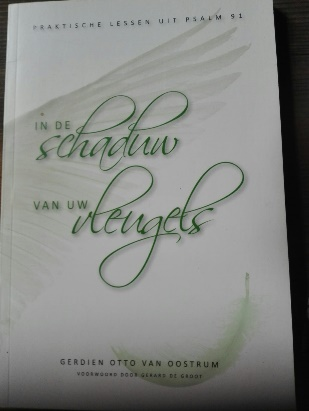 PRAKTISCHE LESSEN UIT PSALM 91
IN DE
schaduw
VAN UW
vleugels
GERDIEN OTTO VAN OOSTRUM
VOORWOORD DOOR GERARD DE GROOT